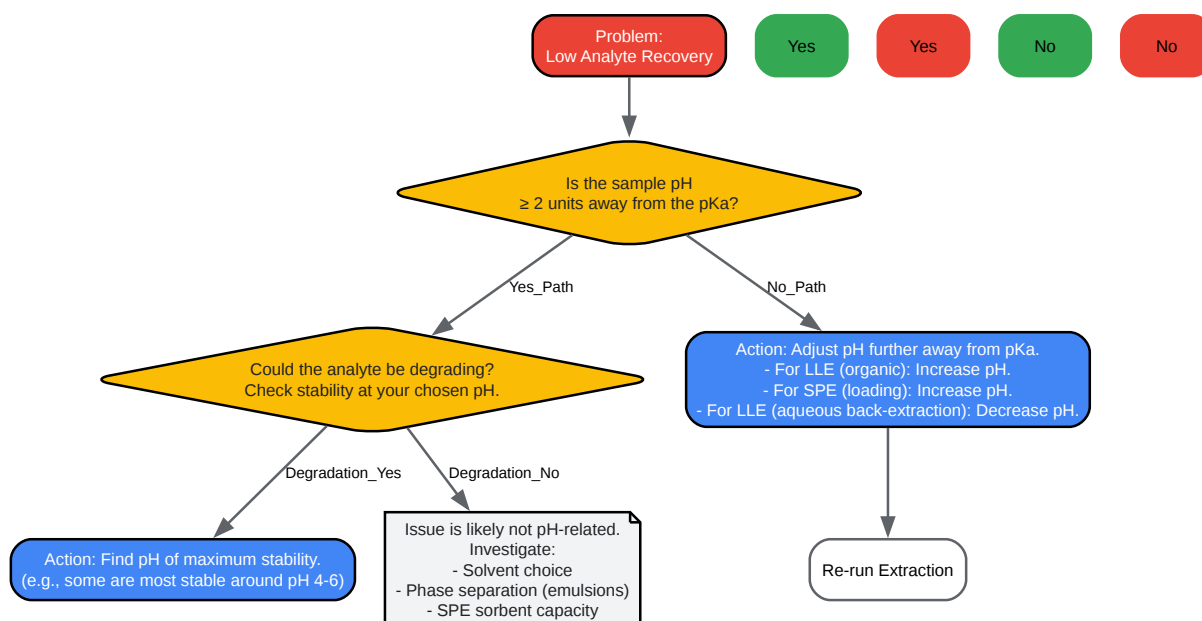 Problem:
Low Analyte Recovery
Yes
Yes
No
No
Is the sample pH
≥ 2 units away from the pKa?
Yes_Path
No_Path
Could the analyte be degrading?
Check stability at your chosen pH.
Action: Adjust pH further away from pKa.
- For LLE (organic): Increase pH.
- For SPE (loading): Increase pH.
- For LLE (aqueous back-extraction): Decrease pH.
Degradation_Yes
Degradation_No
Action: Find pH of maximum stability.
(e.g., some are most stable around pH 4-6)
Issue is likely not pH-related.
Investigate:
- Solvent choice
- Phase separation (emulsions)
- SPE sorbent capacity
Re-run Extraction